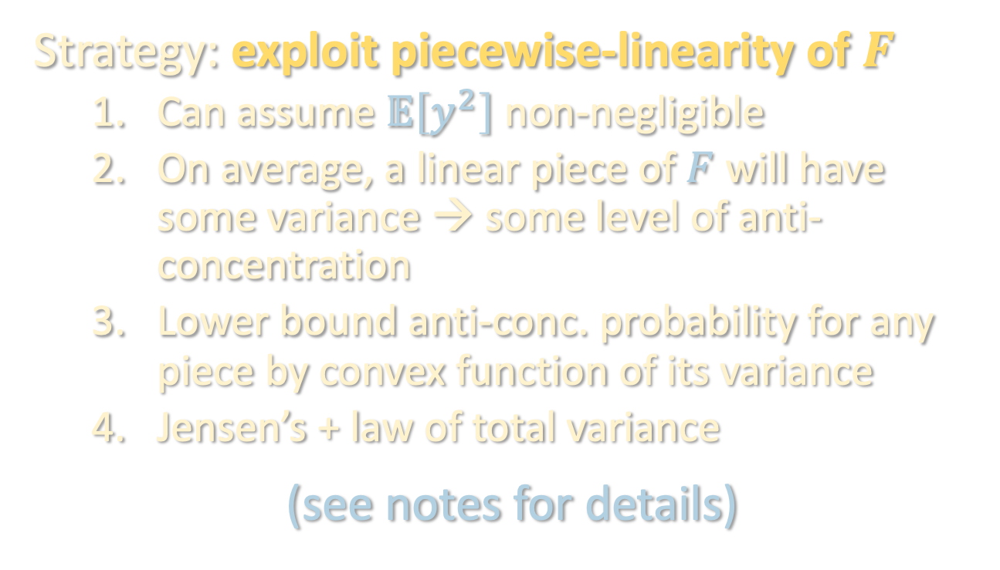 Strategy: exploit piecewise-linearity of F
1. Can assume 𝔼[y²] non-negligible
2. On average, a linear piece of F will have
some variance → some level of anti-
concentration
3. Lower bound anti-conc. probability for any
piece by convex function of its variance
4. Jensen’s + law of total variance
(see notes for details)